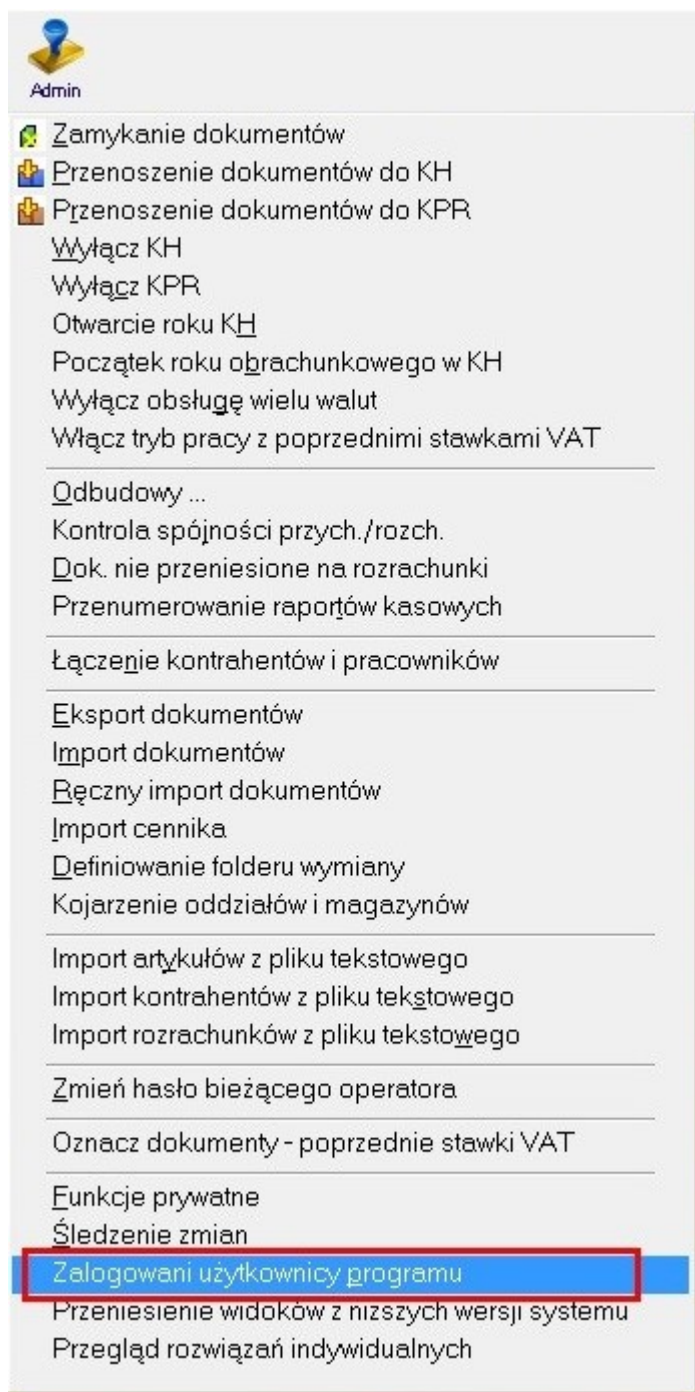 Admin
Zamykanie dokumentów
Przenoszenie dokumentów do KH
Przenoszenie dokumentów do KPR
Wyłącz KH
Wyłącz KPR
Otwarcie roku KH
Początek roku obrachunkowego w KH
Wyłącz obsługę wielu walut
Włącz tryb pracy z poprzednimi stawkami VAT
Odbudowy ...
Kontrola spójności przych./rozch.
Dok. nie przeniesione na rozrachunki
Przenumerowanie raportów kasowych
Łączenie kontrahentów i pracowników
Eksport dokumentów
Import dokumentów
Ręczny import dokumentów
Import cennika
Definiowanie folderu wymiany
Kojarzenie oddziałów i magazynów
Import artykułów z pliku tekstowego
Import kontrahentów z pliku tekstowego
Import rozrachunków z pliku tekstowego
Zmień hasło bieżącego operatora
Oznacz dokumenty - poprzednie stawki VAT
Funkcje prywatne
Śledzenie zmian
Zalogowani użytkownicy programu
Przeniesienie widoków z niższych wersji systemu
Przegląd rozwiązań indywidualnych